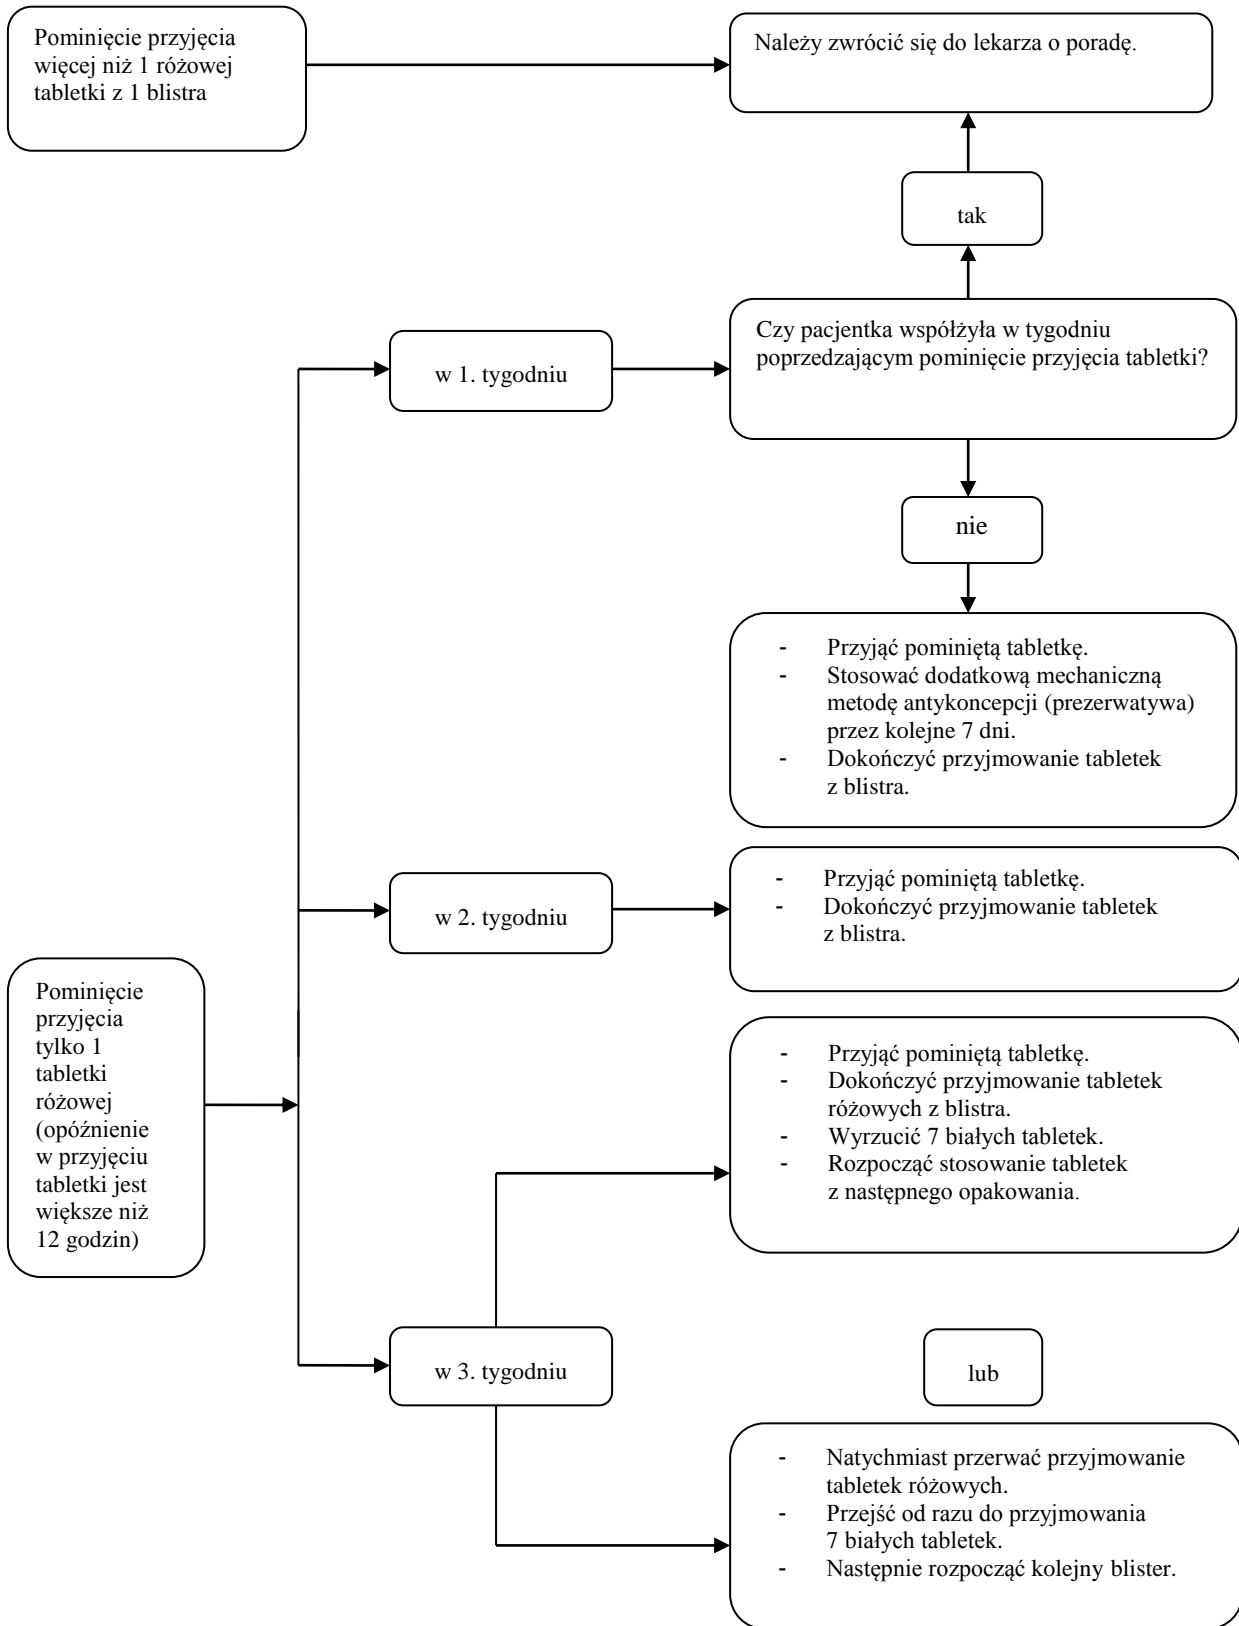 Pominięcie przyjęcia
więcej niż 1 różowej
tabletki z 1 blistra
Należy zwrócić się do lekarza o poradę.
tak
w 1. tygodniu
Czy pacjentka współżyła w tygodniu
poprzedzającym pominięcie przyjęcia tabletki?
nie
- Przyjąć pominiętą tabletkę.
- Stosować dodatkową mechaniczną
metodę antykoncepcji (prezerwatywa)
przez kolejne 7 dni.
- Dokończyć przyjmowanie tabletek
z blistra.
w 2. tygodniu
- Przyjąć pominiętą tabletkę.
- Dokończyć przyjmowanie tabletek
z blistra.
Pominięcie
przyjęcia
tylko 1
tabletki
różowej
(opóźnienie
w przyjęciu
tabletki jest
większe niż
12 godzin)
- Przyjąć pominiętą tabletkę.
- Dokończyć przyjmowanie tabletek
różowych z blistra.
- Wyrzucić 7 białych tabletek.
- Rozpocząć stosowanie tabletek
z następnego opakowania.
w 3. tygodniu
lub
- Natychmiast przerwać przyjmowanie
tabletek różowych.
- Przejść od razu do przyjmowania
7 białych tabletek.
- Następnie rozpocząć kolejny blister.